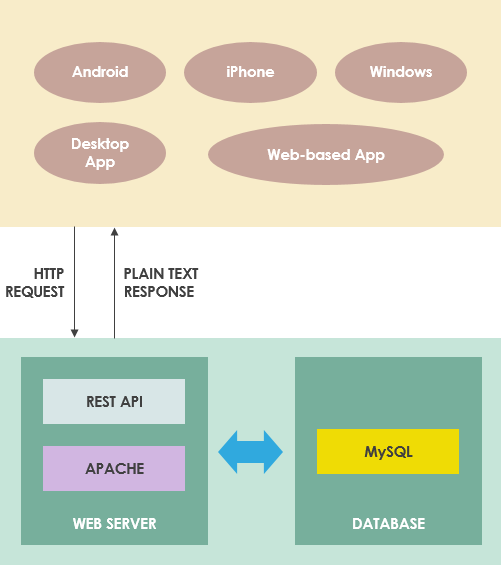 Android
iPhone
Windows
Desktop
App
Web-based App
HTTP
REQUEST
PLAIN TEXT
RESPONSE
REST API
APACHE
WEB SERVER
MySQL
DATABASE